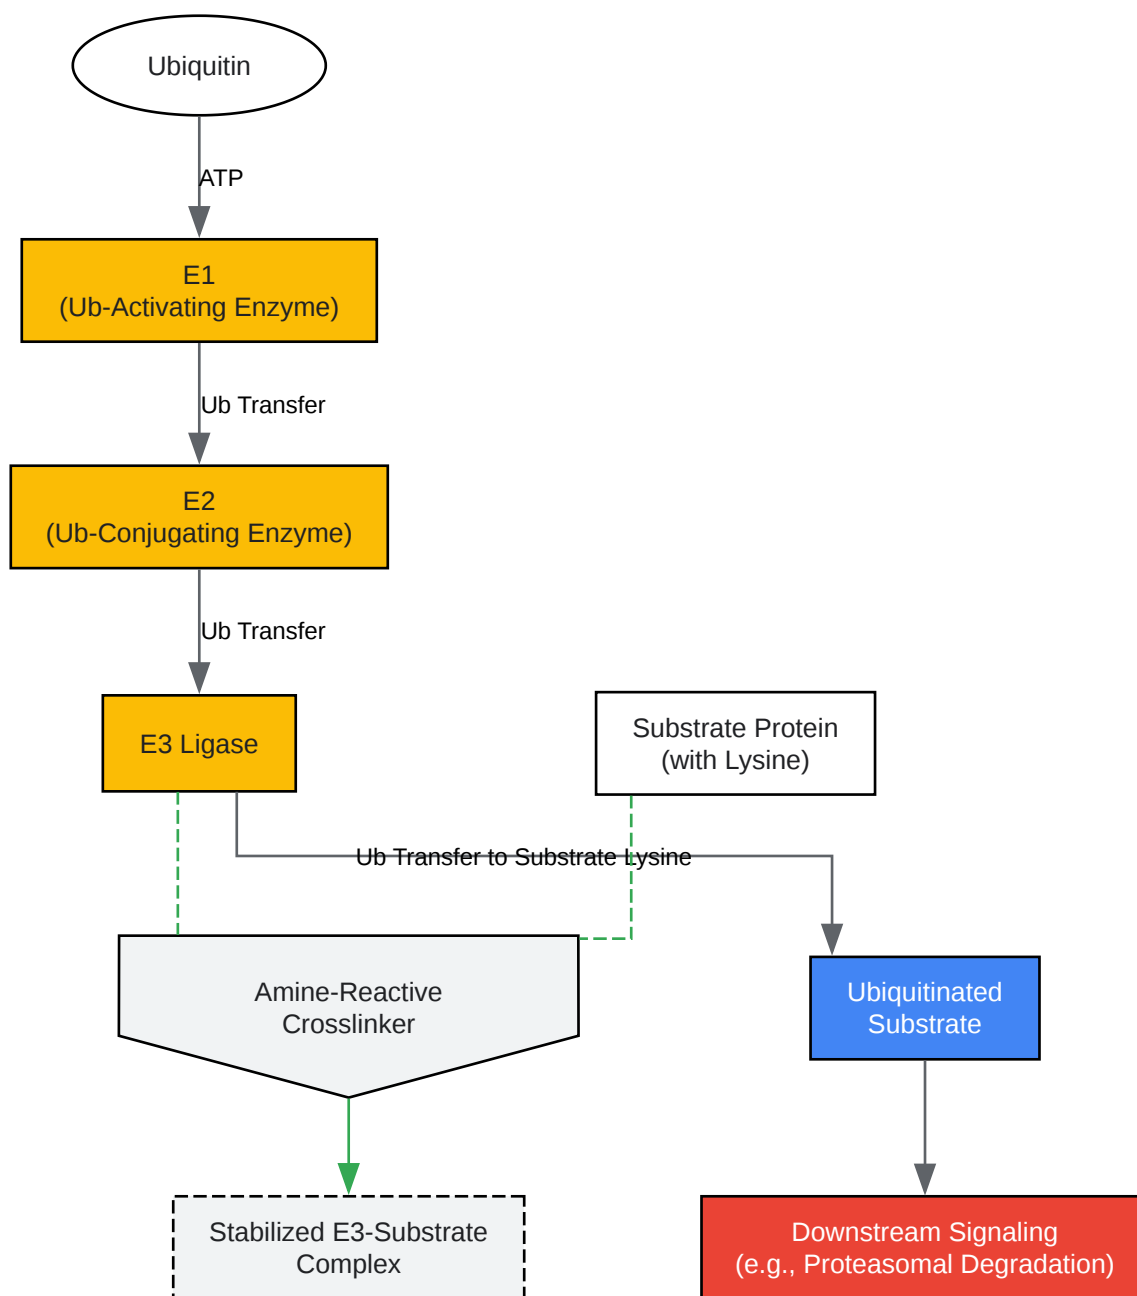 Ubiquitin
ATP
E1
(Ub-Activating Enzyme)
Ub Transfer
E2
(Ub-Conjugating Enzyme)
Ub Transfer
E3 Ligase
Substrate Protein
(with Lysine)
Ub Transfer to Substrate Lysine
Amine-Reactive
Crosslinker
Ubiquitinated
Substrate
Stabilized E3-Substrate
Complex
Downstream Signaling
(e.g., Proteasomal Degradation)